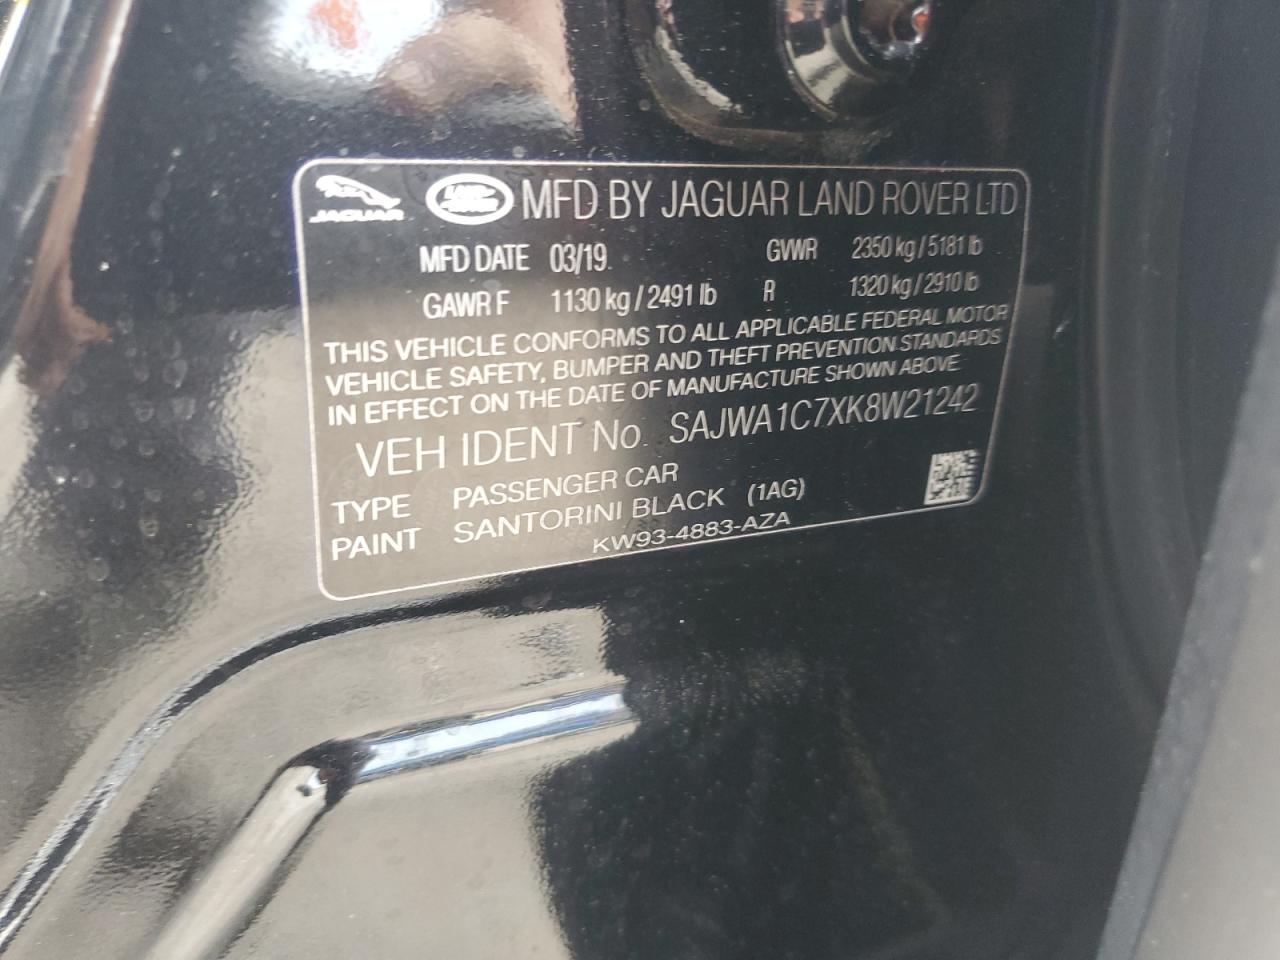 JAGUAR LAND ROVER MFD BY JAGUAR LAND ROVER LTD
MFD DATE 03/19 GVWR 2350 kg / 5181 lb
GAWR F 1130 kg / 2491 lb R 1320 kg / 2910 lb
THIS VEHICLE CONFORMS TO ALL APPLICABLE FEDERAL MOTOR
VEHICLE SAFETY, BUMPER AND THEFT PREVENTION STANDARDS
IN EFFECT ON THE DATE OF MANUFACTURE SHOWN ABOVE.
VEH IDENT No. SAJWA1C7XK8W21242
TYPE PASSENGER CAR
PAINT SANTORINI BLACK (1AG)
KW93-4883-AZA